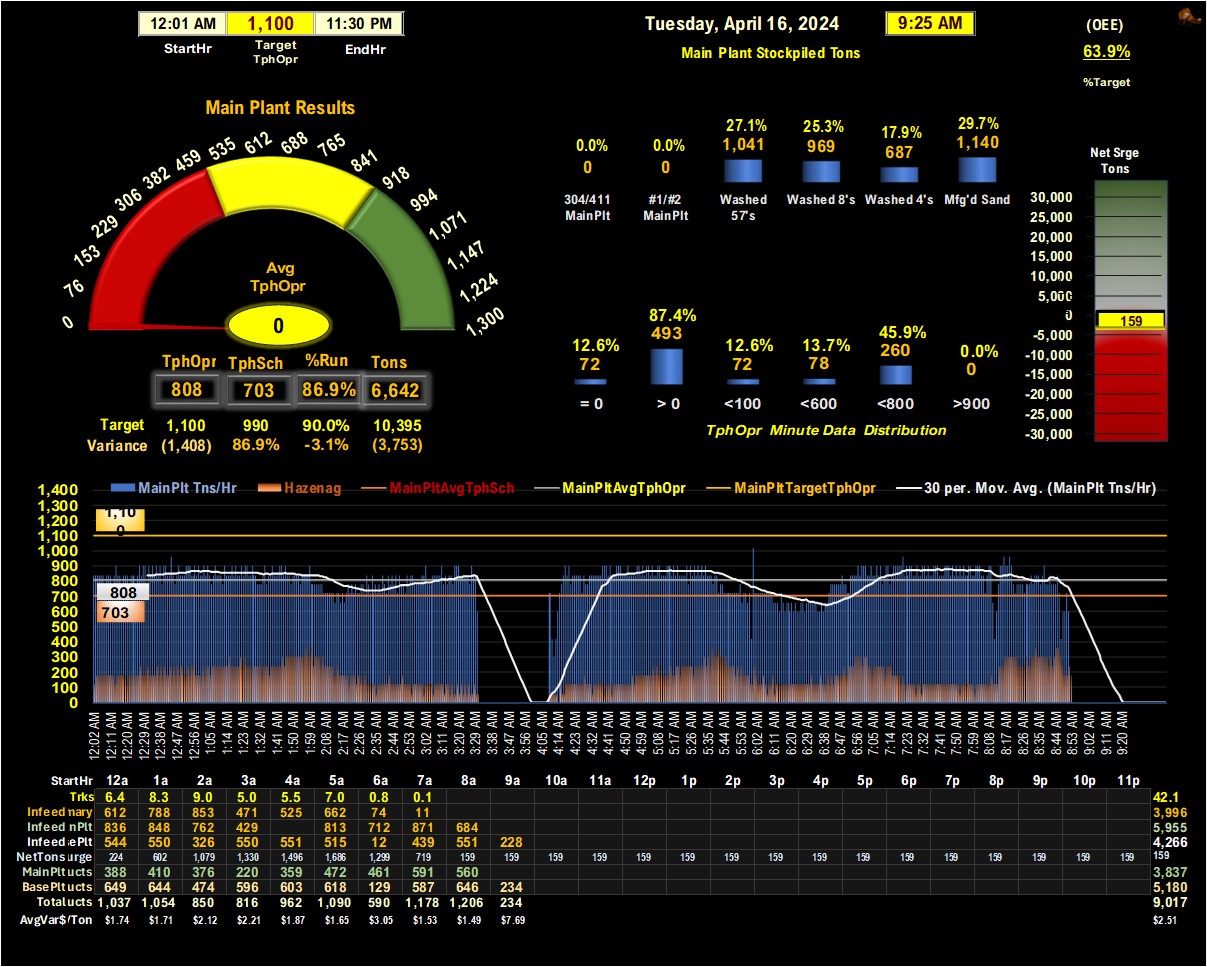 12:01 AM 1,100 11:30 PM
StartHr Target TphOpr EndHr
Tuesday, April 16, 2024 9:25 AM
Main Plant Stockpiled Tons
(OEE)
63.9%
%Target
Main Plant Results
0 76 153 229 306 382 459 535 612 688 765 841 918 994 1,071 1,147 1,224 1,300
Avg
TphOpr
0
TphOpr TphSch %Run Tons
808 703 86.9% 6,642
Target 1,100 990 90.0% 10,395
Variance (1,408) 86.9% -3.1% (3,753)
0.0% 0.0% 27.1% 25.3% 17.9% 29.7%
0 0 1,041 969 687 1,140
304/411 MainPlt #1/#2 MainPlt Washed 57's Washed 8's Washed 4's Mfg'd Sand
12.6% 87.4% 12.6% 13.7% 45.9% 0.0%
72 493 72 78 260 0
= 0 > 0 <100 <600 <800 >900
TphOpr Minute Data Distribution
Net Srge
Tons
30,000
25,000
20,000
15,000
10,000
5,000
0
159
-5,000
-10,000
-15,000
-20,000
-25,000
-30,000
MainPlt Tns/Hr Hazenag MainPltAvgTphSch MainPltAvgTphOpr MainPltTargetTphOpr 30 per. Mov. Avg. (MainPlt Tns/Hr)
1,400
1,300
1,200
1,100
1,000
900
800
700
600
500
400
300
200
100
0
1,100
808
703
12:02 AM 12:11 AM 12:20 AM 12:29 AM 12:38 AM 12:47 AM 12:56 AM 1:05 AM 1:14 AM 1:23 AM 1:32 AM 1:41 AM 1:50 AM 1:59 AM 2:08 AM 2:17 AM 2:26 AM 2:35 AM 2:44 AM 2:53 AM 3:02 AM 3:11 AM 3:20 AM 3:29 AM 3:38 AM 3:47 AM 3:56 AM 4:05 AM 4:14 AM 4:23 AM 4:32 AM 4:41 AM 4:50 AM 4:59 AM 5:08 AM 5:17 AM 5:26 AM 5:35 AM 5:44 AM 5:53 AM 6:02 AM 6:11 AM 6:20 AM 6:29 AM 6:38 AM 6:47 AM 6:56 AM 7:05 AM 7:14 AM 7:23 AM 7:32 AM 7:41 AM 7:50 AM 7:59 AM 8:08 AM 8:17 AM 8:26 AM 8:35 AM 8:44 AM 8:53 AM 9:02 AM 9:11 AM 9:20 AM
StartHr 12a 1a 2a 3a 4a 5a 6a 7a 8a 9a 10a 11a 12p 1p 2p 3p 4p 5p 6p 7p 8p 9p 10p 11p
Trks 6.4 8.3 9.0 5.0 5.5 7.0 0.8 0.1 42.1
Infeed mary 612 788 853 471 525 662 74 11 3,996
Infeed nPlt 836 848 762 429 813 712 871 684 5,955
Infeed ePlt 544 550 326 550 551 515 12 439 551 228 4,266
NetTons urge 224 602 1,079 1,330 1,496 1,686 1,299 719 159 159 159 159 159 159 159 159 159 159 159 159 159 159 159 159 159
MainPlt ucts 388 410 376 220 359 472 461 591 560 3,837
BasePlt ucts 649 644 474 596 603 618 129 587 646 234 5,180
Total ucts 1,037 1,054 850 816 962 1,090 590 1,178 1,206 234 9,017
AvgVar$/Ton $1.74 $1.71 $2.12 $2.21 $1.87 $1.65 $3.05 $1.53 $1.49 $7.69 $2.51